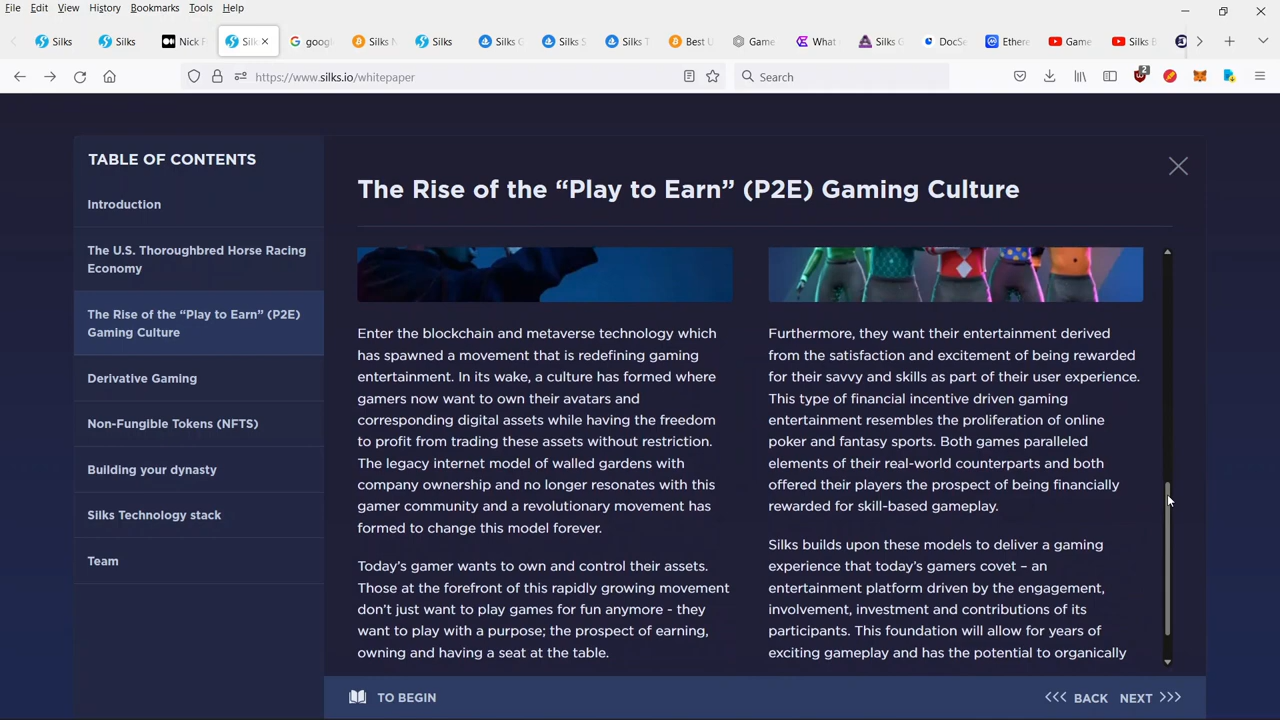 File Edit View History Bookmarks Tools Help
Silks Silks Nick F Silks googl Silks N Silks Silks G Silks S Silks T Best U Game What Silks G DocSe Ethere Game Silks B
https://www.silks.io/whitepaper Search 2
TABLE OF CONTENTS
Introduction
The U.S. Thoroughbred Horse Racing
Economy
The Rise of the “Play to Earn” (P2E)
Gaming Culture
Derivative Gaming
Non-Fungible Tokens (NFTS)
Building your dynasty
Silks Technology stack
Team
The Rise of the “Play to Earn” (P2E) Gaming Culture
Enter the blockchain and metaverse technology which
has spawned a movement that is redefining gaming
entertainment. In its wake, a culture has formed where
gamers now want to own their avatars and
corresponding digital assets while having the freedom
to profit from trading these assets without restriction.
The legacy internet model of walled gardens with
company ownership and no longer resonates with this
gamer community and a revolutionary movement has
formed to change this model forever.
Today’s gamer wants to own and control their assets.
Those at the forefront of this rapidly growing movement
don’t just want to play games for fun anymore - they
want to play with a purpose; the prospect of earning,
owning and having a seat at the table.
Furthermore, they want their entertainment derived
from the satisfaction and excitement of being rewarded
for their savvy and skills as part of their user experience.
This type of financial incentive driven gaming
entertainment resembles the proliferation of online
poker and fantasy sports. Both games paralleled
elements of their real-world counterparts and both
offered their players the prospect of being financially
rewarded for skill-based gameplay.
Silks builds upon these models to deliver a gaming
experience that today’s gamers covet – an
entertainment platform driven by the engagement,
involvement, investment and contributions of its
participants. This foundation will allow for years of
exciting gameplay and has the potential to organically
TO BEGIN
BACK NEXT